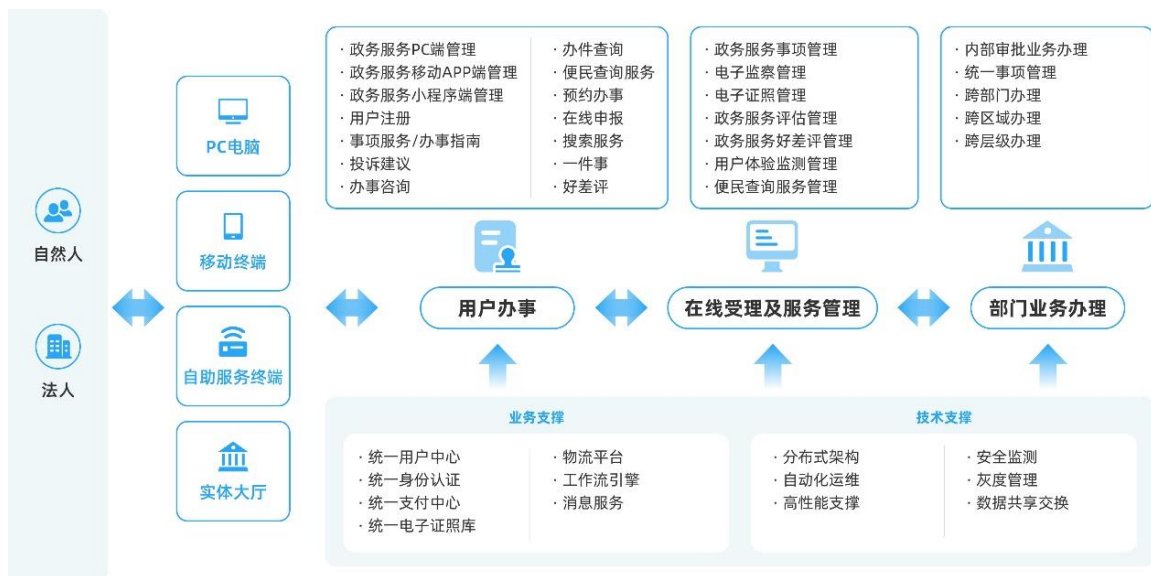 自然人
法人
PC电脑
移动终端
自助服务终端
实体大厅
· 政务服务PC端管理
· 政务服务移动APP端管理
· 政务服务小程序端管理
· 用户注册
· 事项服务/办事指南
· 投诉建议
· 办事咨询
· 办件查询
· 便民查询服务
· 预约办事
· 在线申报
· 搜索服务
· 一件事
· 好差评
· 政务服务事项管理
· 电子监察管理
· 电子证照管理
· 政务服务评估管理
· 政务服务好差评管理
· 用户体验监测管理
· 便民查询服务管理
· 内部审批业务办理
· 统一事项管理
· 跨部门办理
· 跨区域办理
· 跨层级办理
用户办事
在线受理及服务管理
部门业务办理
业务支撑
· 统一用户中心
· 统一身份认证
· 统一支付中心
· 统一电子证照库
· 物流平台
· 工作流引擎
· 消息服务
技术支撑
· 分布式架构
· 自动化运维
· 高性能支撑
· 安全监测
· 灰度管理
· 数据共享交换